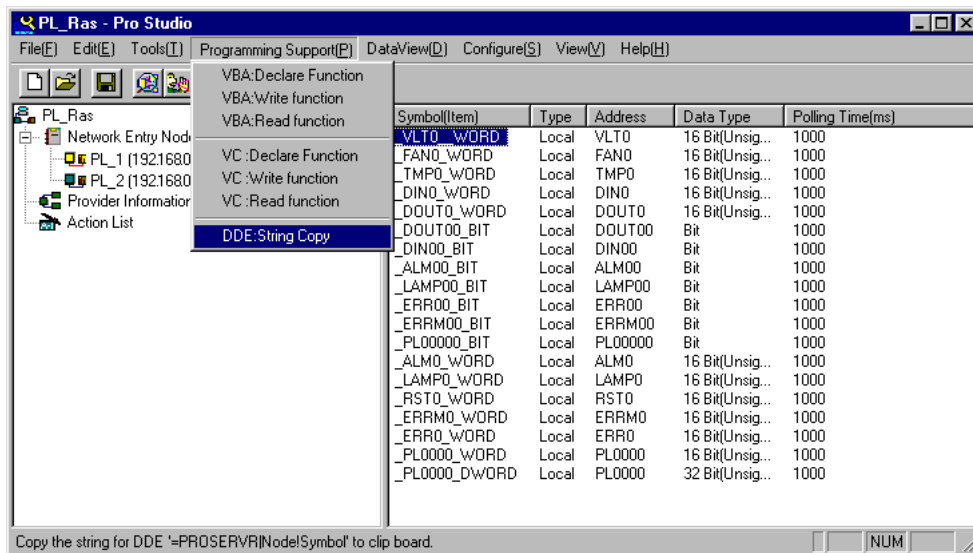 PL_Ras - Pro Studio
File(F) Edit(E) Tools(T) Programming Support(P) DataView(D) Configure(S) View(V) Help(H)
VBA:Declare Function
VBA:Write function
VBA:Read function
VC :Declare Function
VC :Write function
VC :Read function
DDE:String Copy
PL_Ras
Network Entry Node
PL_1 (192.168.0
PL_2 (192.168.0
Provider Information
Action List
Symbol(Item) Type Address Data Type Polling Time(ms)
_VLT0_WORD Local VLT0 16 Bit(Unsig... 1000
_FAN0_WORD Local FAN0 16 Bit(Unsig... 1000
_TMP0_WORD Local TMP0 16 Bit(Unsig... 1000
_DIN0_WORD Local DIN0 16 Bit(Unsig... 1000
_DOUT0_WORD Local DOUT0 16 Bit(Unsig... 1000
_DOUT00_BIT Local DOUT00 Bit 1000
_DIN00_BIT Local DIN00 Bit 1000
_ALM00_BIT Local ALM00 Bit 1000
_LAMP00_BIT Local LAMP00 Bit 1000
_ERR00_BIT Local ERR00 Bit 1000
_ERRM00_BIT Local ERRM00 Bit 1000
_PL00000_BIT Local PL00000 Bit 1000
_ALM0_WORD Local ALM0 16 Bit(Unsig... 1000
_LAMP0_WORD Local LAMP0 16 Bit(Unsig... 1000
_RST0_WORD Local RST0 16 Bit(Unsig... 1000
_ERRM0_WORD Local ERRM0 16 Bit(Unsig... 1000
_ERR0_WORD Local ERR0 16 Bit(Unsig... 1000
_PL0000_WORD Local PL0000 16 Bit(Unsig... 1000
_PL0000_DWORD Local PL0000 32 Bit(Unsig... 1000
Copy the string for DDE '=PROSERVR|Node!Symbol' to clip board. NUM